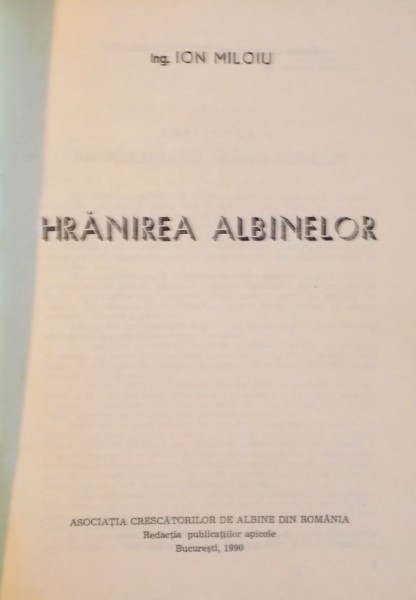 Ing. ION MILOIU
HRĂNIREA ALBINELOR
ASOCIAȚIA CRESCĂTORILOR DE ALBINE DIN ROMÂNIA
Redacția publicațiilor apicole
București, 1990